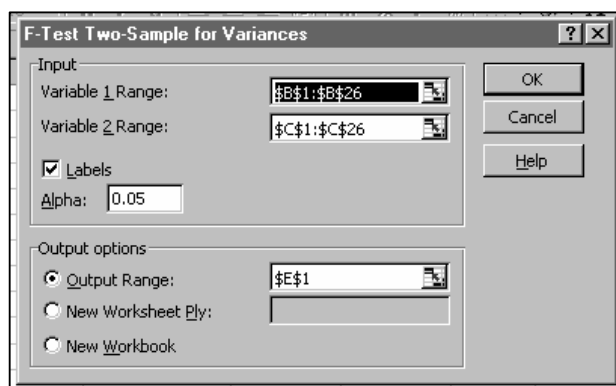 F-Test Two-Sample for Variances
Input
Variable 1 Range: $B$1:$B$26
OK
Variable 2 Range: $C$1:$C$26
Cancel
Labels
Help
Alpha: 0.05
Output options
Output Range: $E$1
New Worksheet Ply:
New Workbook